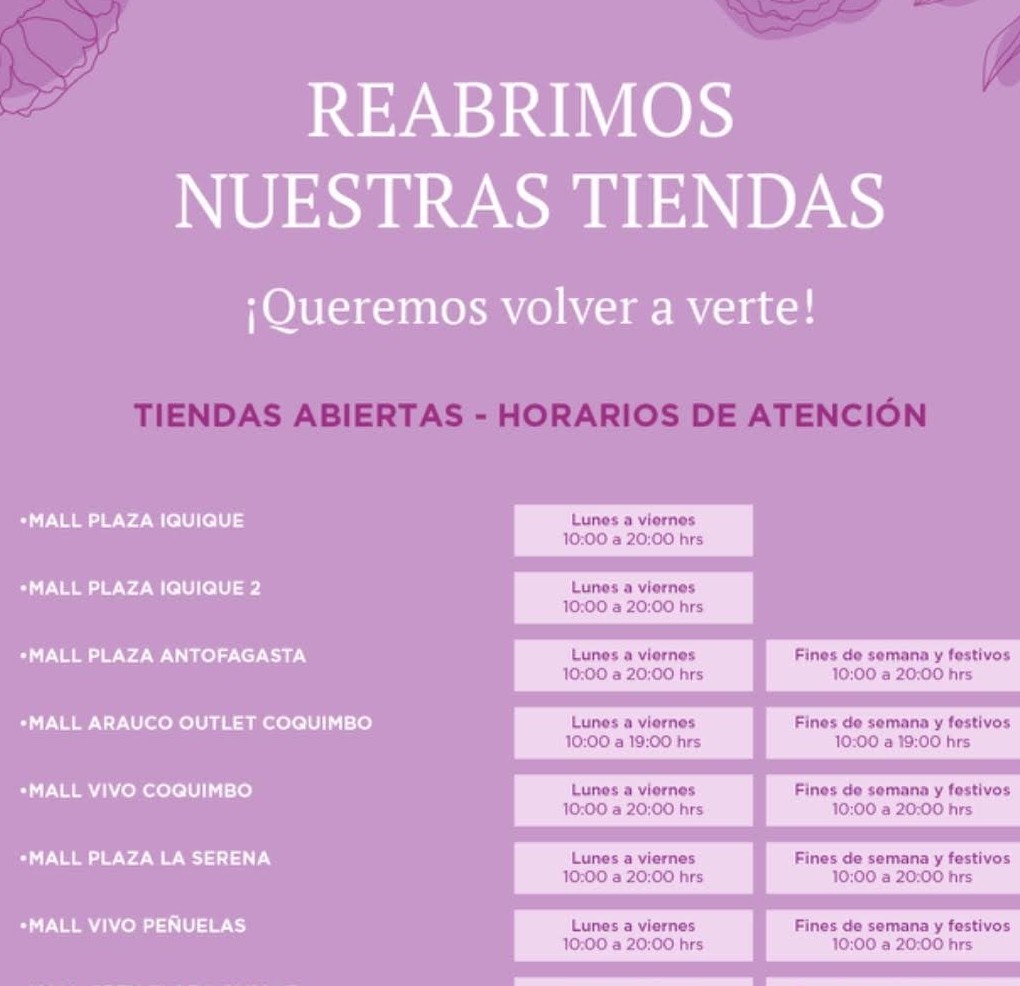 REABRIMOS
NUESTRAS TIENDAS
¡Queremos volver a verte!
TIENDAS ABIERTAS - HORARIOS DE ATENCIÓN
•MALL PLAZA IQUIQUE
Lunes a viernes
10:00 a 20:00 hrs
•MALL PLAZA IQUIQUE 2
Lunes a viernes
10:00 a 20:00 hrs
•MALL PLAZA ANTOFAGASTA
Lunes a viernes
10:00 a 20:00 hrs
Fines de semana y festivos
10:00 a 20:00 hrs
•MALL ARAUCO OUTLET COQUIMBO
Lunes a viernes
10:00 a 19:00 hrs
Fines de semana y festivos
10:00 a 19:00 hrs
•MALL VIVO COQUIMBO
Lunes a viernes
10:00 a 20:00 hrs
Fines de semana y festivos
10:00 a 20:00 hrs
•MALL PLAZA LA SERENA
Lunes a viernes
10:00 a 20:00 hrs
Fines de semana y festivos
10:00 a 20:00 hrs
•MALL VIVO PEÑUELAS
Lunes a viernes
10:00 a 20:00 hrs
Fines de semana y festivos
10:00 a 20:00 hrs